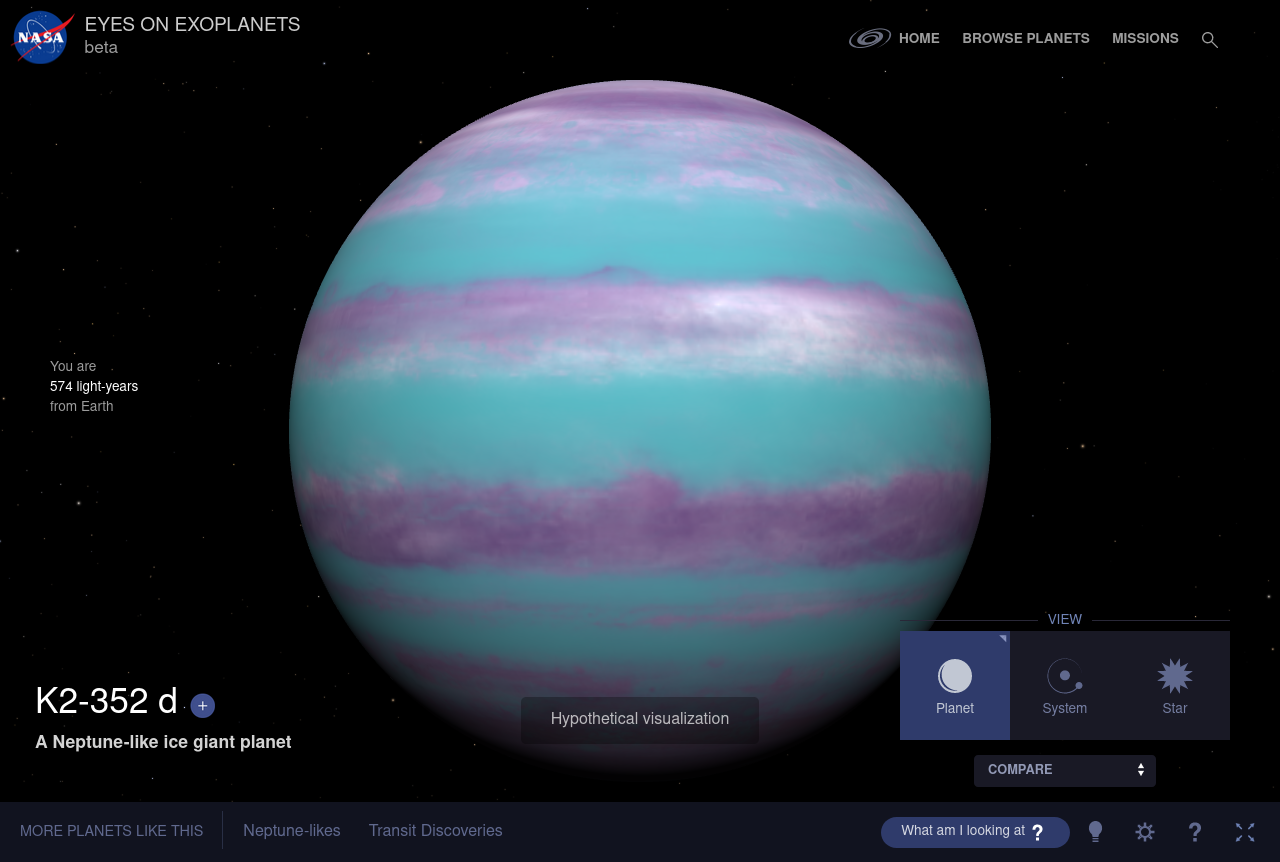 NASA
EYES ON EXOPLANETS
beta
HOME
BROWSE PLANETS
MISSIONS
You are
574 light-years
from Earth
VIEW
Planet
System
Star
K2-352 d +
A Neptune-like ice giant planet
Hypothetical visualization
COMPARE
MORE PLANETS LIKE THIS
Neptune-likes
Transit Discoveries
What am I looking at ?
?